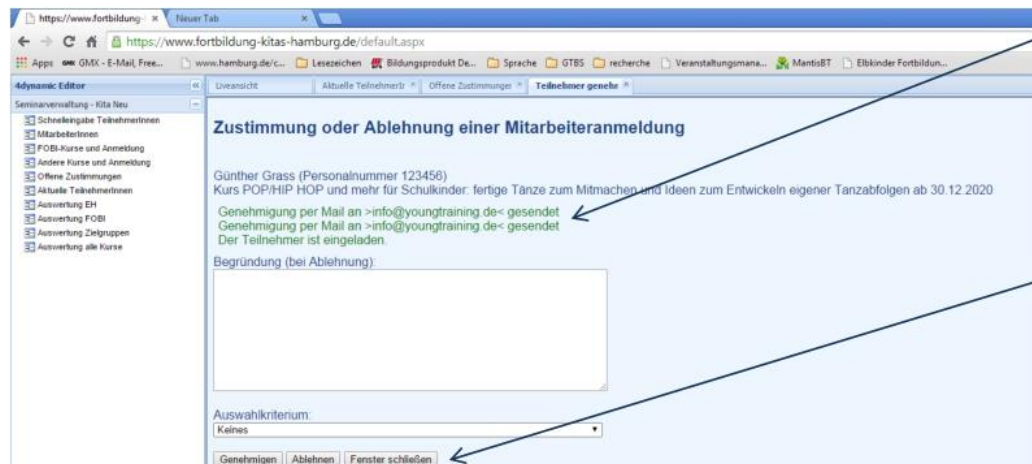 https://www.fortbildung-
Neuer Tab
https://www.fortbildung-kitas-hamburg.de/default.aspx
Apps GMX - E-Mail, Free... www.hamburg.de/c... Lesezeichen Bildungsprodukt De... Sprache GTBS recherche Veranstaltungsmana... MantisBT Elbkinder Fortbildun...
4dynamic Editor
Liveansicht Aktuelle TeilnehmerIr Offene Zustimmunger Teilnehmer genehr
Seminarverwaltung - Kita Neu
Schnelleingabe TeilnehmerInnen
MitarbeiterInnen
FOBI-Kurse und Anmeldung
Andere Kurse und Anmeldung
Offene Zustimmungen
Aktuelle TeilnehmerInnen
Auswertung EH
Auswertung FOBI
Auswertung Zielgruppen
Auswertung alle Kurse
Zustimmung oder Ablehnung einer Mitarbeiteranmeldung
Günther Grass (Personalnummer 123456)
Kurs POP/HIP HOP und mehr für Schulkinder: fertige Tänze zum Mitmachen und Ideen zum Entwickeln eigener Tanzabfolgen ab 30.12.2020
Genehmigung per Mail an >info@youngtraining.de< gesendet
Genehmigung per Mail an >info@youngtraining.de< gesendet
Der Teilnehmer ist eingeladen.
Begründung (bei Ablehnung):
Auswahlkriterium:
Keines
Genehmigen Ablehnen Fenster schließen